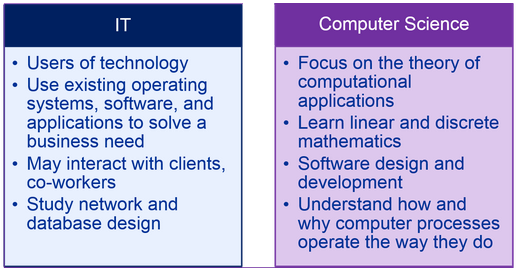 IT
• Users of technology
• Use existing operating
systems, software, and
applications to solve a
business need
• May interact with clients,
co-workers
• Study network and
database design
Computer Science
• Focus on the theory of
computational
applications
• Learn linear and discrete
mathematics
• Software design and
development
• Understand how and
why computer processes
operate the way they do